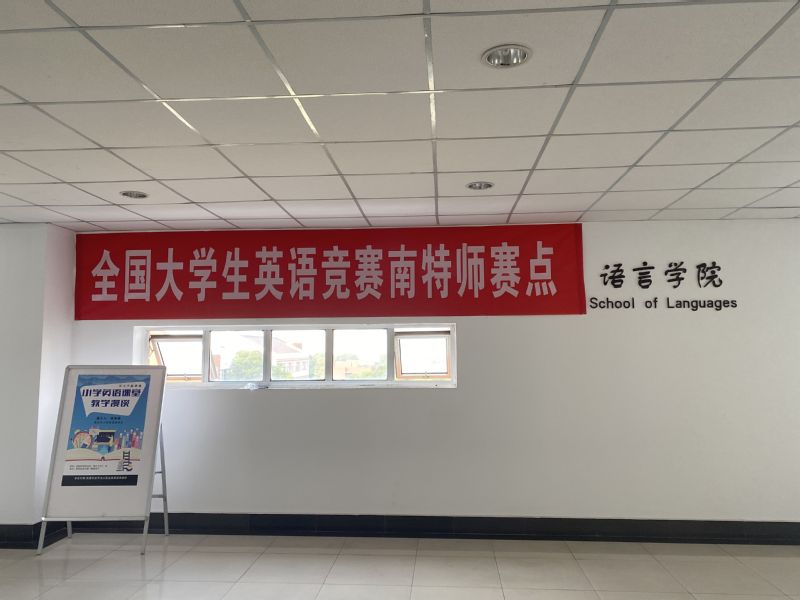 全国大学生英语竞赛南特师赛点
语言学院
School of Languages
小学英语课堂
教学漫谈